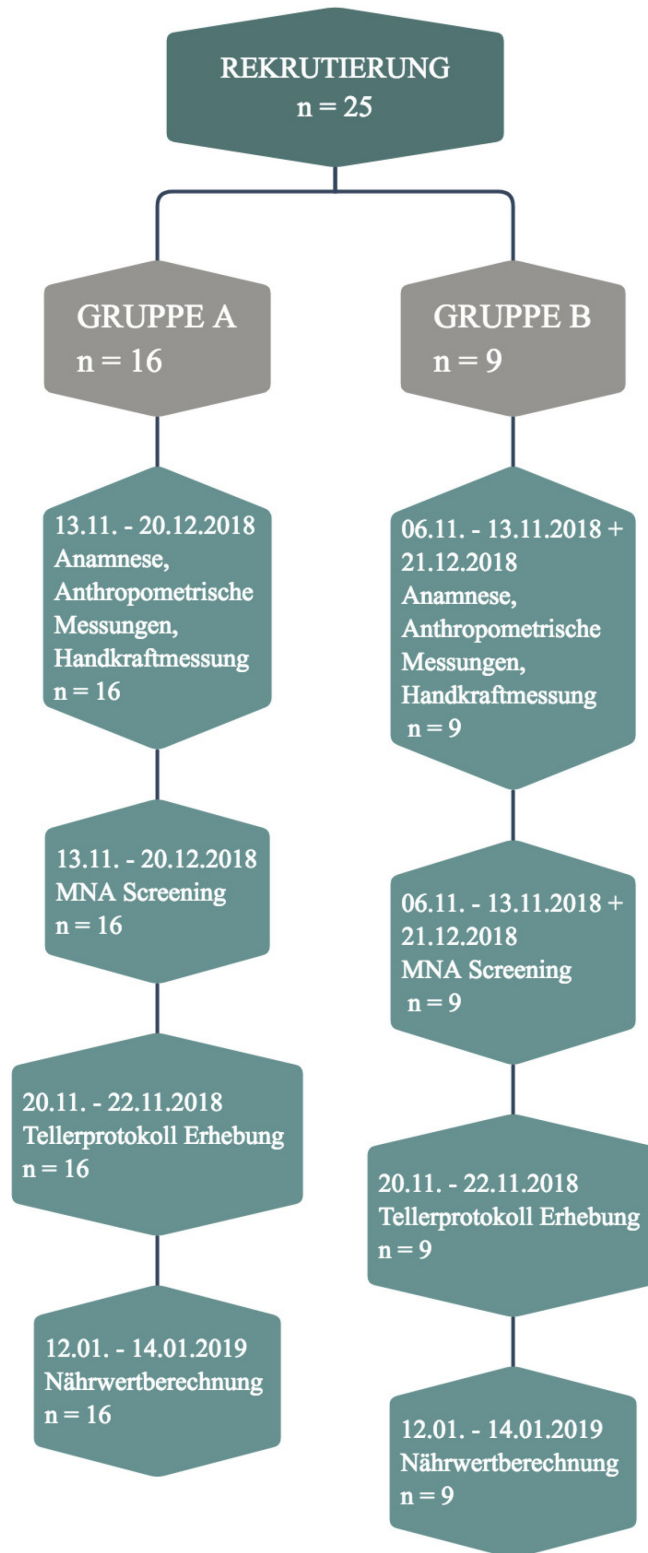 REKRUTIERUNG
n = 25
GRUPPE A
n = 16
13.11. - 20.12.2018
Anamnese,
Anthropometrische
Messungen,
Handkraftmessung
n = 16
13.11. - 20.12.2018
MNA Screening
n = 16
20.11. - 22.11.2018
Tellerprotokoll Erhebung
n = 16
12.01. - 14.01.2019
Nährwertberechnung
n = 16
GRUPPE B
n = 9
06.11. - 13.11.2018 +
21.12.2018
Anamnese,
Anthropometrische
Messungen,
Handkraftmessung
n = 9
06.11. - 13.11.2018 +
21.12.2018
MNA Screening
n = 9
20.11. - 22.11.2018
Tellerprotokoll Erhebung
n = 9
12.01. - 14.01.2019
Nährwertberechnung
n = 9